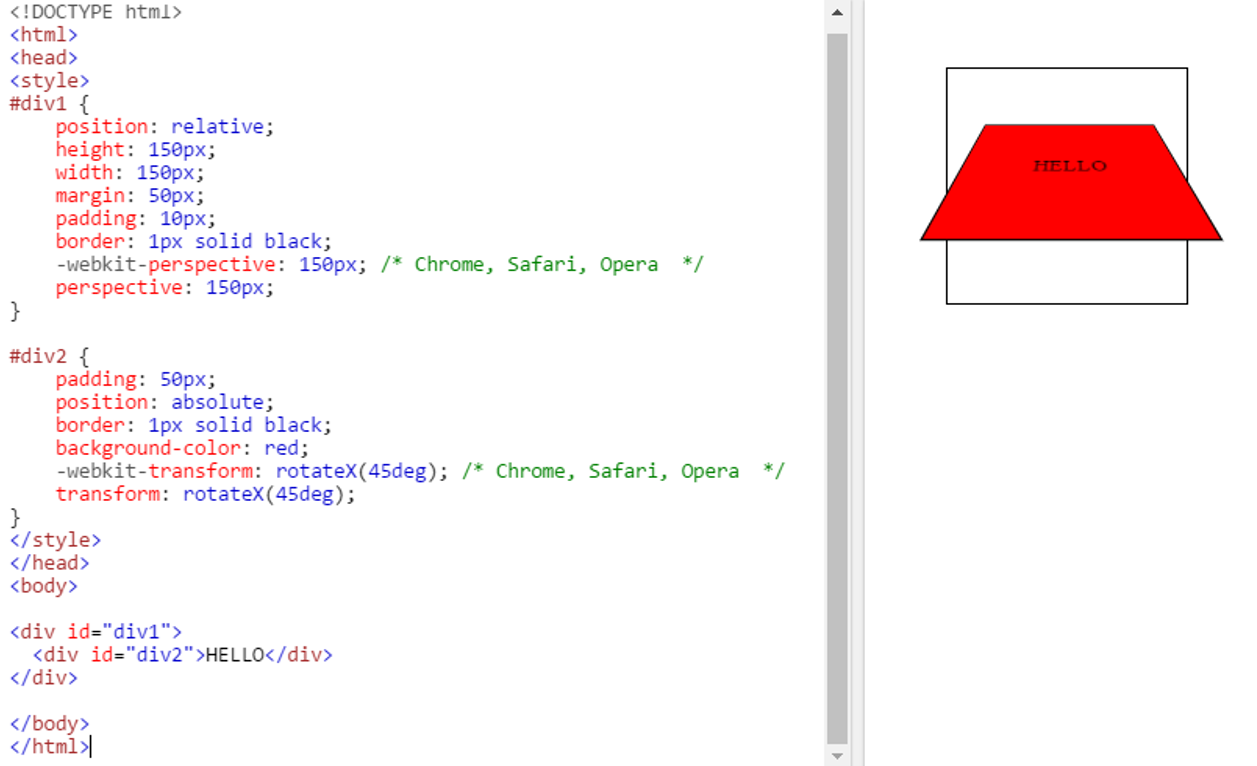 <!DOCTYPE html>
<html>
<head>
<style>
#div1 {
    position: relative;
    height: 150px;
    width: 150px;
    margin: 50px;
    padding: 10px;
    border: 1px solid black;
    -webkit-perspective: 150px; /* Chrome, Safari, Opera  */
    perspective: 150px;
}

#div2 {
    padding: 50px;
    position: absolute;
    border: 1px solid black;
    background-color: red;
    -webkit-transform: rotateX(45deg); /* Chrome, Safari, Opera  */
    transform: rotateX(45deg);
}
</style>
</head>
<body>

<div id="div1">
  <div id="div2">HELLO</div>
</div>

</body>
</html>
HELLO